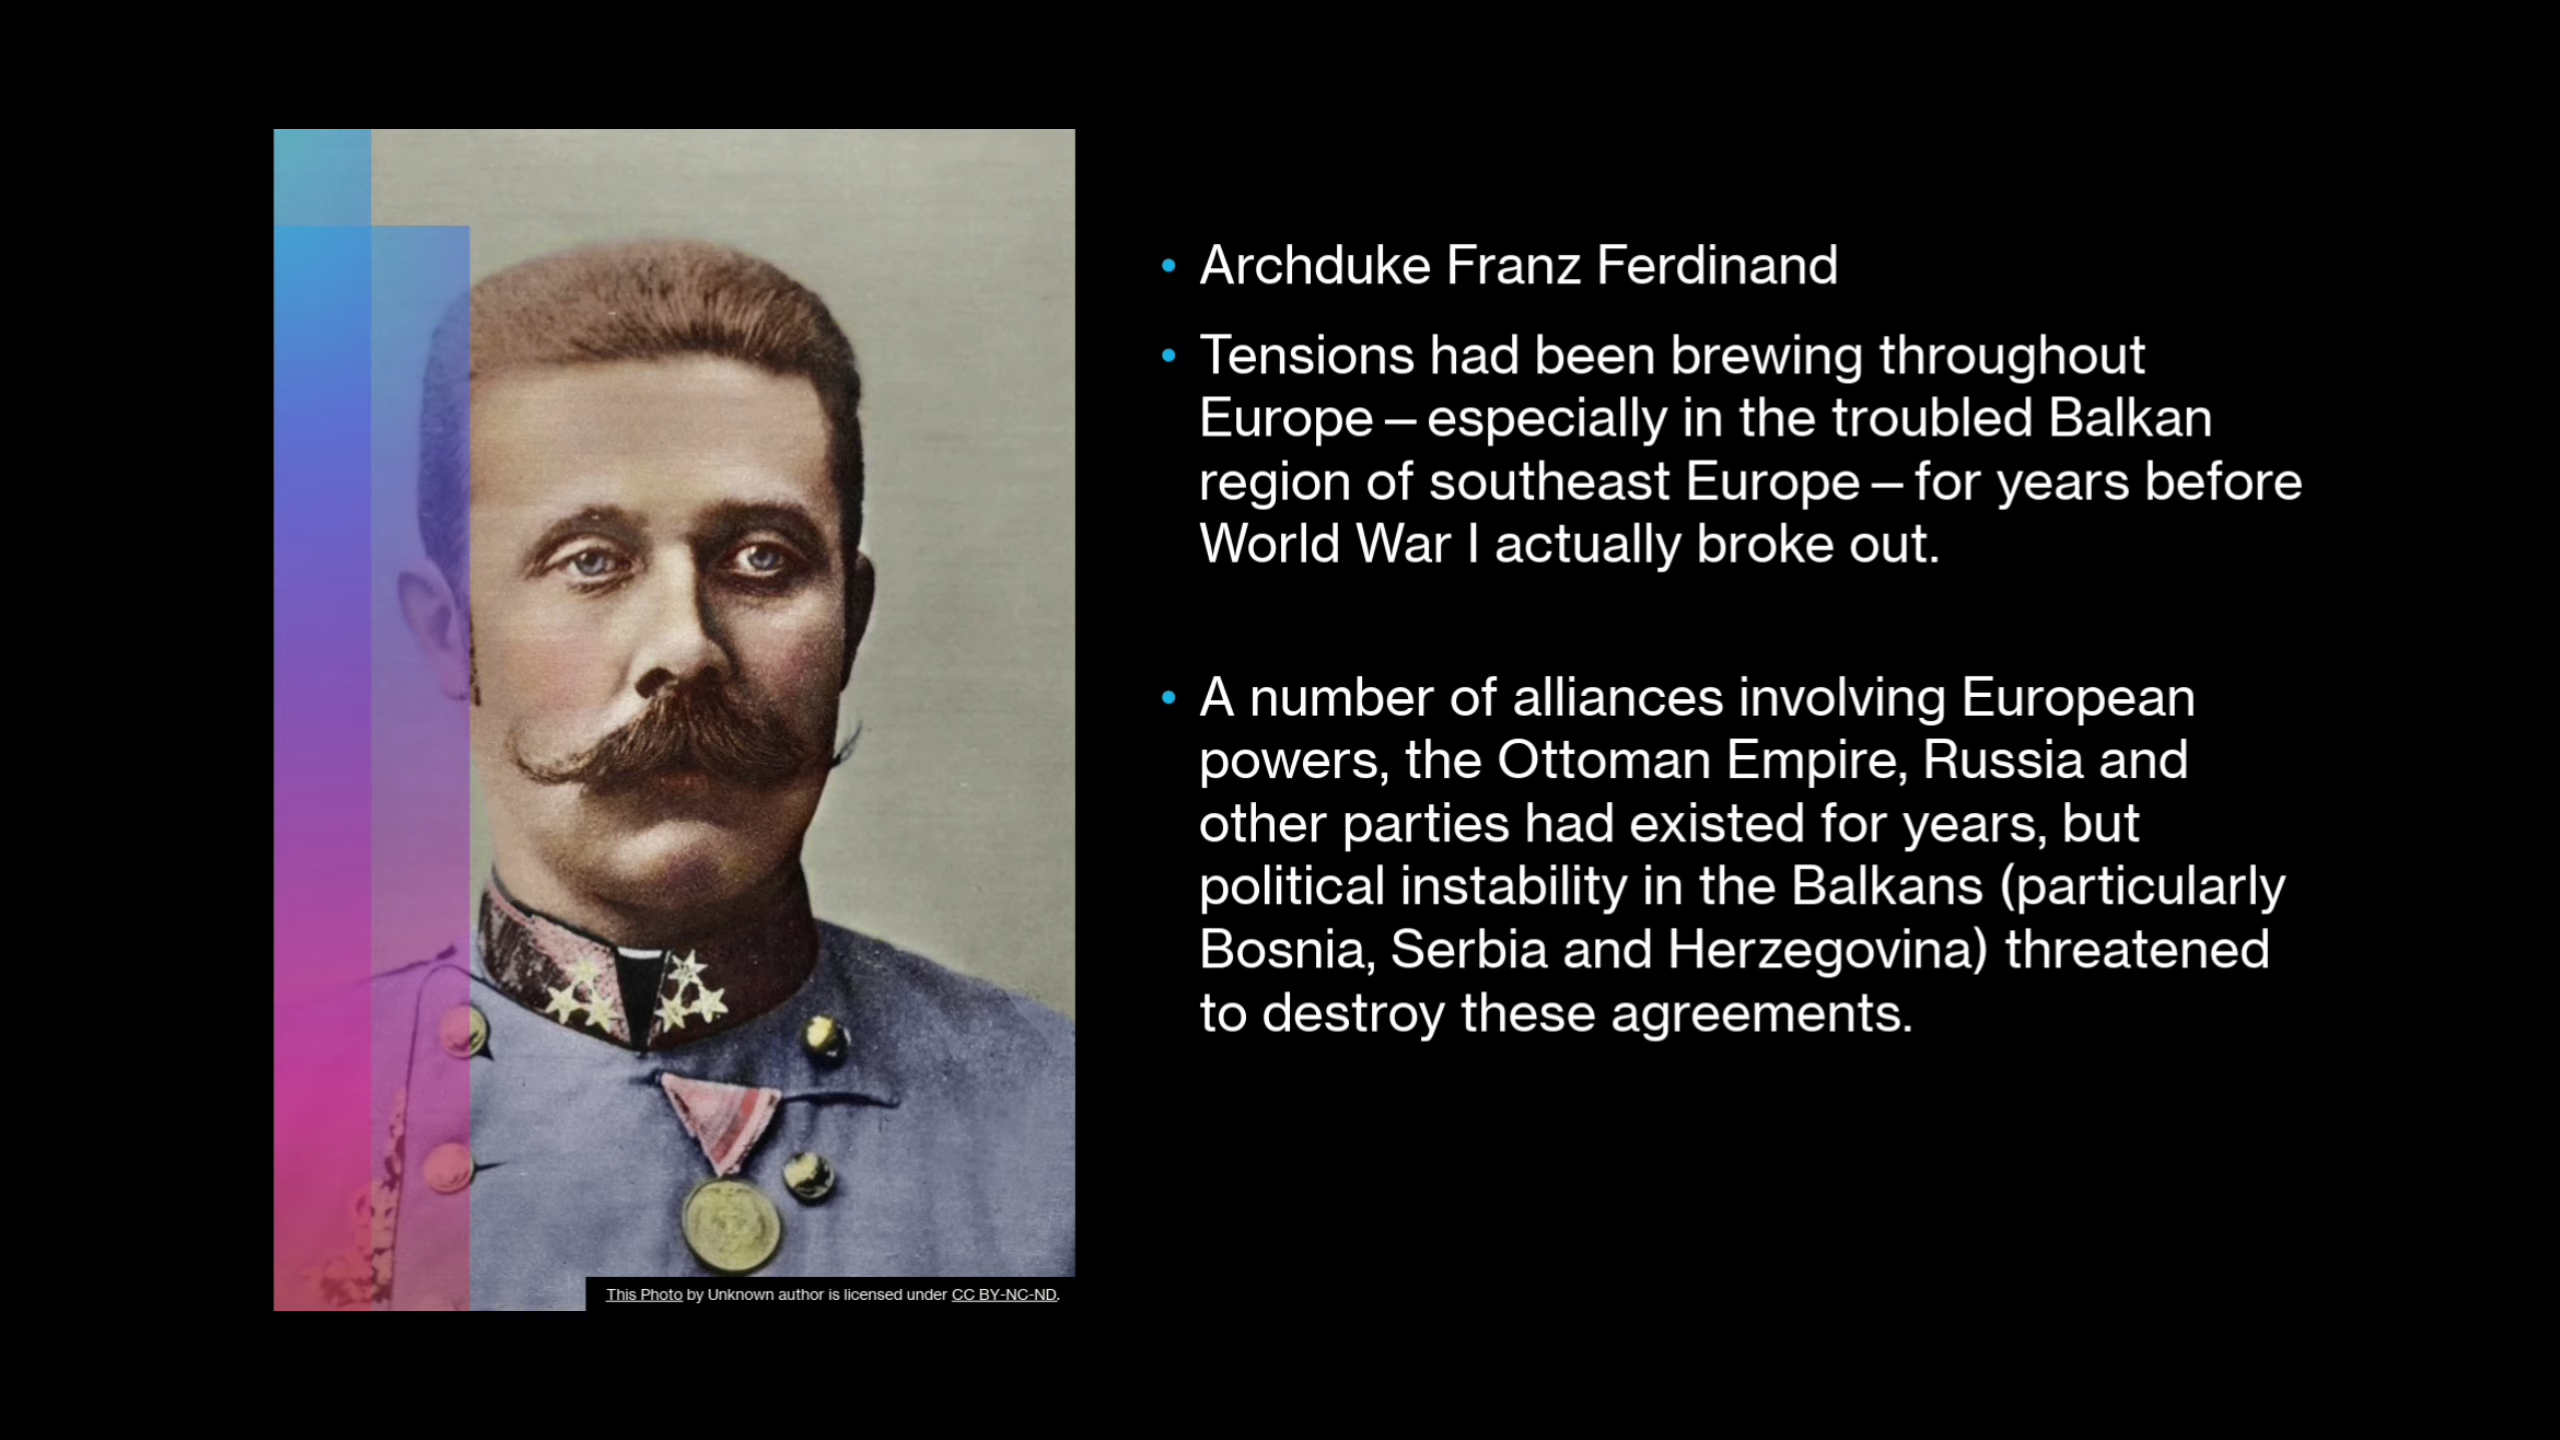 • Archduke Franz Ferdinand
• Tensions had been brewing throughout
Europe—especially in the troubled Balkan
region of southeast Europe—for years before
World War I actually broke out.
• A number of alliances involving European
powers, the Ottoman Empire, Russia and
other parties had existed for years, but
political instability in the Balkans (particularly
Bosnia, Serbia and Herzegovina) threatened
to destroy these agreements.
This Photo by Unknown author is licensed under CC BY-NC-ND.